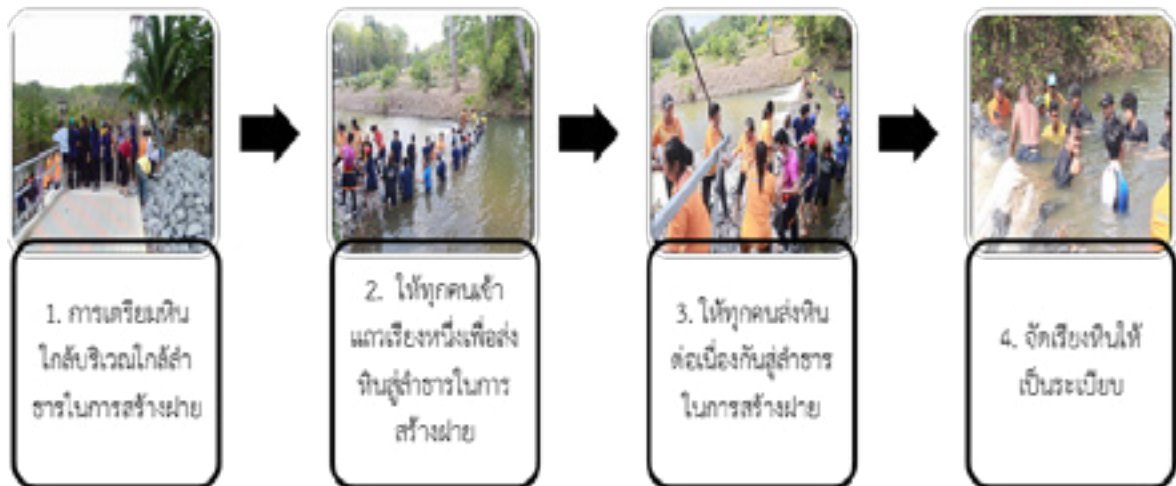 1. การเตรียมหิน
ใกล้บริเวณใกล้ลำ
ธารในการสร้างฝาย
2. ให้ทุกคนเข้า
แถวเรียงหนึ่งเพื่อส่ง
หินสู่ลำธารในการ
สร้างฝาย
3. ให้ทุกคนส่งหิน
ต่อเนื่องกันสู่ลำธาร
ในการสร้างฝาย
4. จัดเรียงหินให้
เป็นระเบียบ